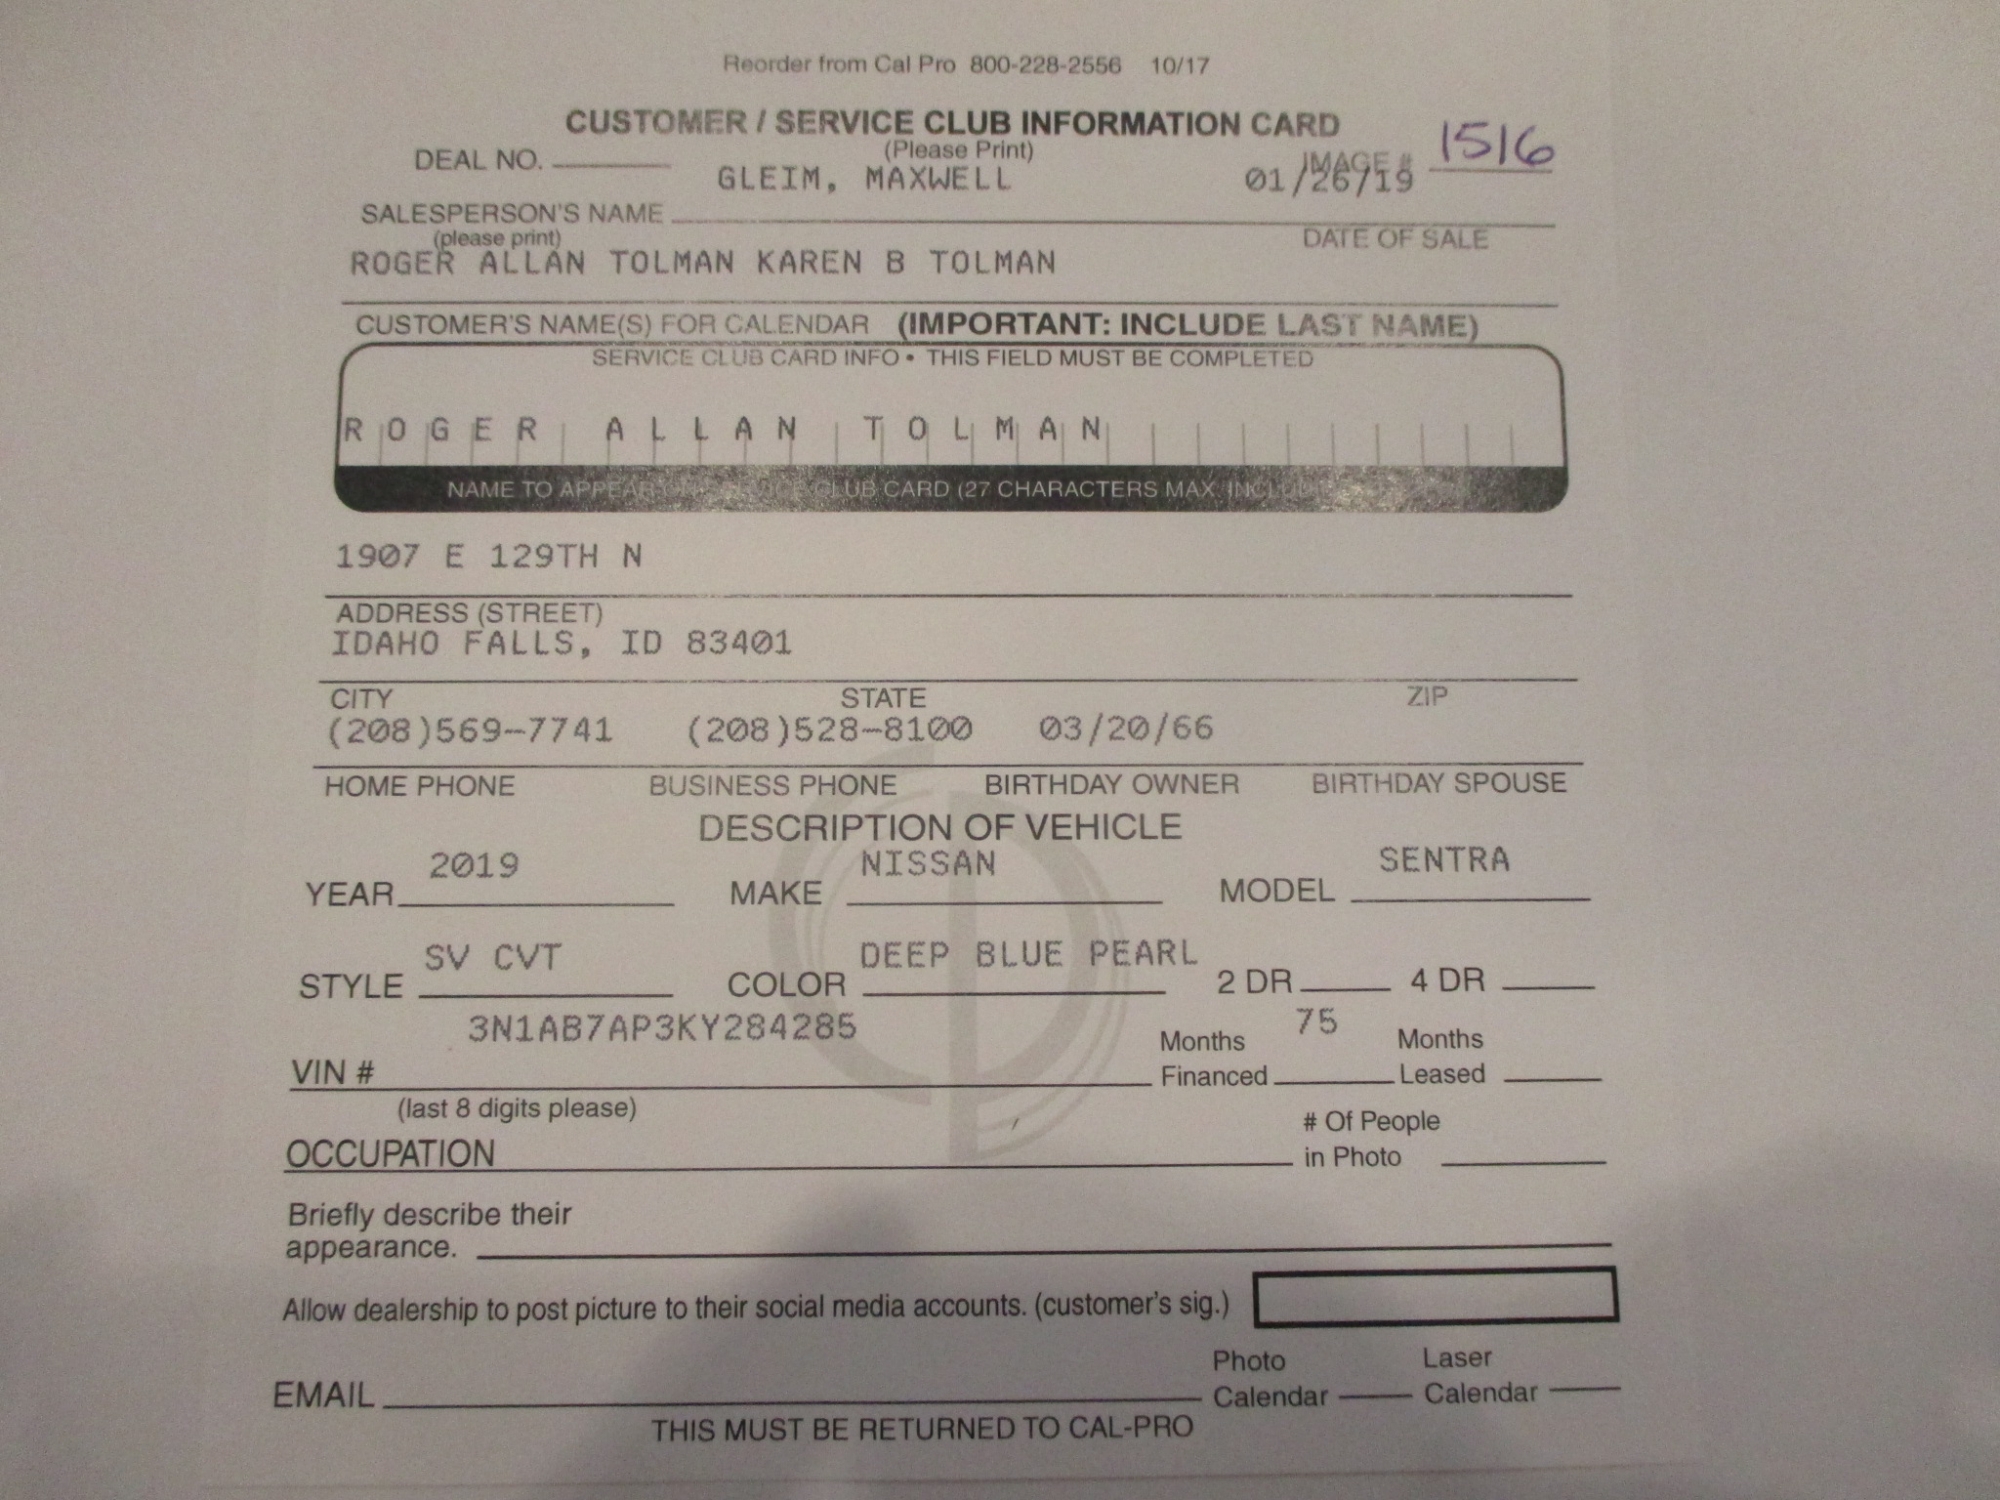 Reorder from Cal Pro 800-228-2556 10/17
CUSTOMER / SERVICE CLUB INFORMATION CARD
(Please Print)
DEAL NO.
IMAGE # 1516
GLEIM, MAXWELL 01/26/19
SALESPERSON'S NAME
(please print)
DATE OF SALE
ROGER ALLAN TOLMAN KAREN B TOLMAN
CUSTOMER'S NAME(S) FOR CALENDAR (IMPORTANT: INCLUDE LAST NAME)
SERVICE CLUB CARD INFO • THIS FIELD MUST BE COMPLETED
ROGER ALLAN TOLMAN
NAME TO APPEAR CLUB CARD (27 CHARACTERS MAX.
1907 E 129TH N
ADDRESS (STREET)
IDAHO FALLS, ID 83401
CITY STATE ZIP
(208)569-7741 (208)528-8100 03/20/66
HOME PHONE BUSINESS PHONE BIRTHDAY OWNER BIRTHDAY SPOUSE
DESCRIPTION OF VEHICLE
2019 NISSAN SENTRA
YEAR MAKE MODEL
SV CVT DEEP BLUE PEARL
STYLE COLOR 2 DR 4 DR
3N1AB7AP3KY284285 75
Months Months
VIN # Financed Leased
(last 8 digits please)
# Of People
OCCUPATION in Photo
Briefly describe their
appearance.
Allow dealership to post picture to their social media accounts. (customer's sig.)
Photo Laser
EMAIL Calendar Calendar
THIS MUST BE RETURNED TO CAL-PRO